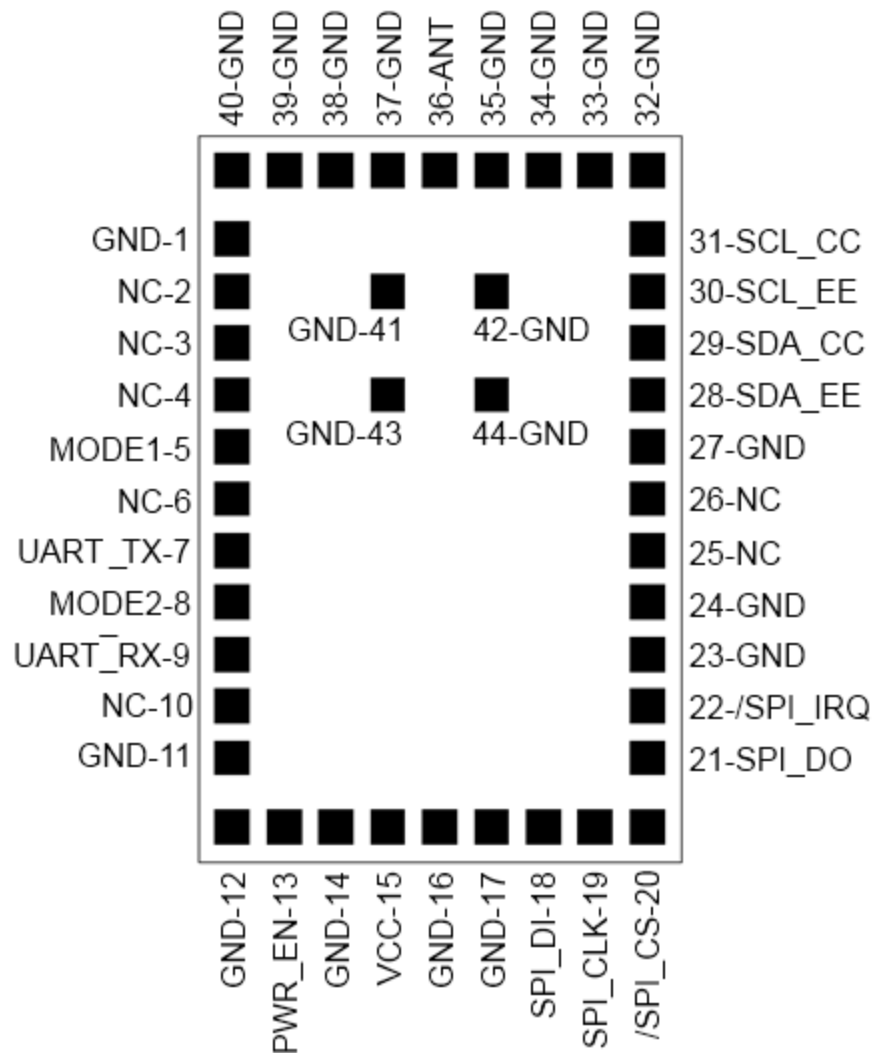 40-GND
39-GND
38-GND
37-GND
36-ANT
35-GND
34-GND
33-GND
32-GND
GND-1
31-SCL_CC
NC-2
30-SCL_EE
GND-41
42-GND
NC-3
29-SDA_CC
NC-4
28-SDA_EE
GND-43
44-GND
MODE1-5
27-GND
NC-6
26-NC
UART_TX-7
25-NC
MODE2-8
24-GND
UART_RX-9
23-GND
NC-10
22-/SPI_IRQ
GND-11
21-SPI_DO
GND-12
PWR_EN-13
GND-14
VCC-15
GND-16
GND-17
SPI_DI-18
SPI_CLK-19
/SPI_CS-20